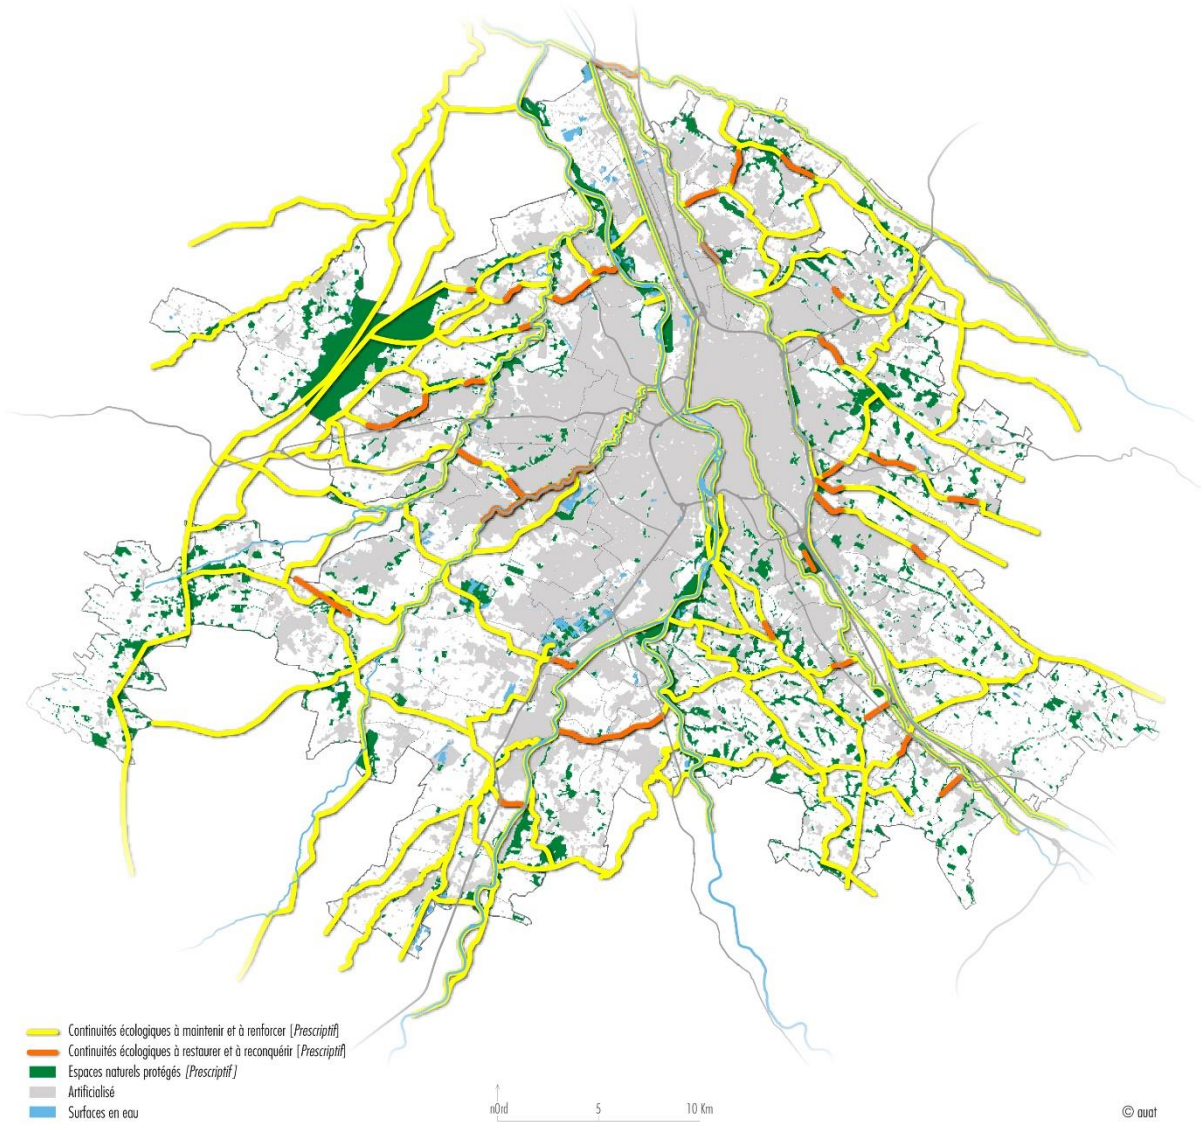 Continuités écologiques à maintenir et à renforcer [Prescriptif]
Continuités écologiques à restaurer et à reconquérir [Prescriptif]
Espaces naturels protégés [Prescriptif]
Artificialisé
Surfaces en eau
nOrd 5 10 Km
© auat